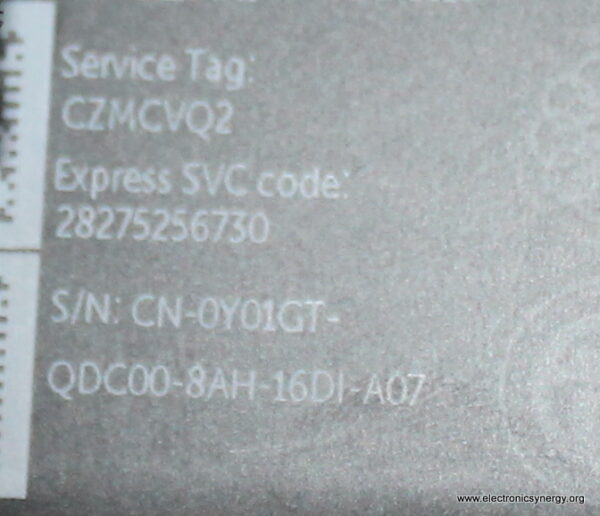 Service Tag:
CZMCVQ2
Express SVC code:
28275256730
S/N: CN-0Y01GT-
QDC00-8AH-16DI-A07
www.electronicsynergy.org